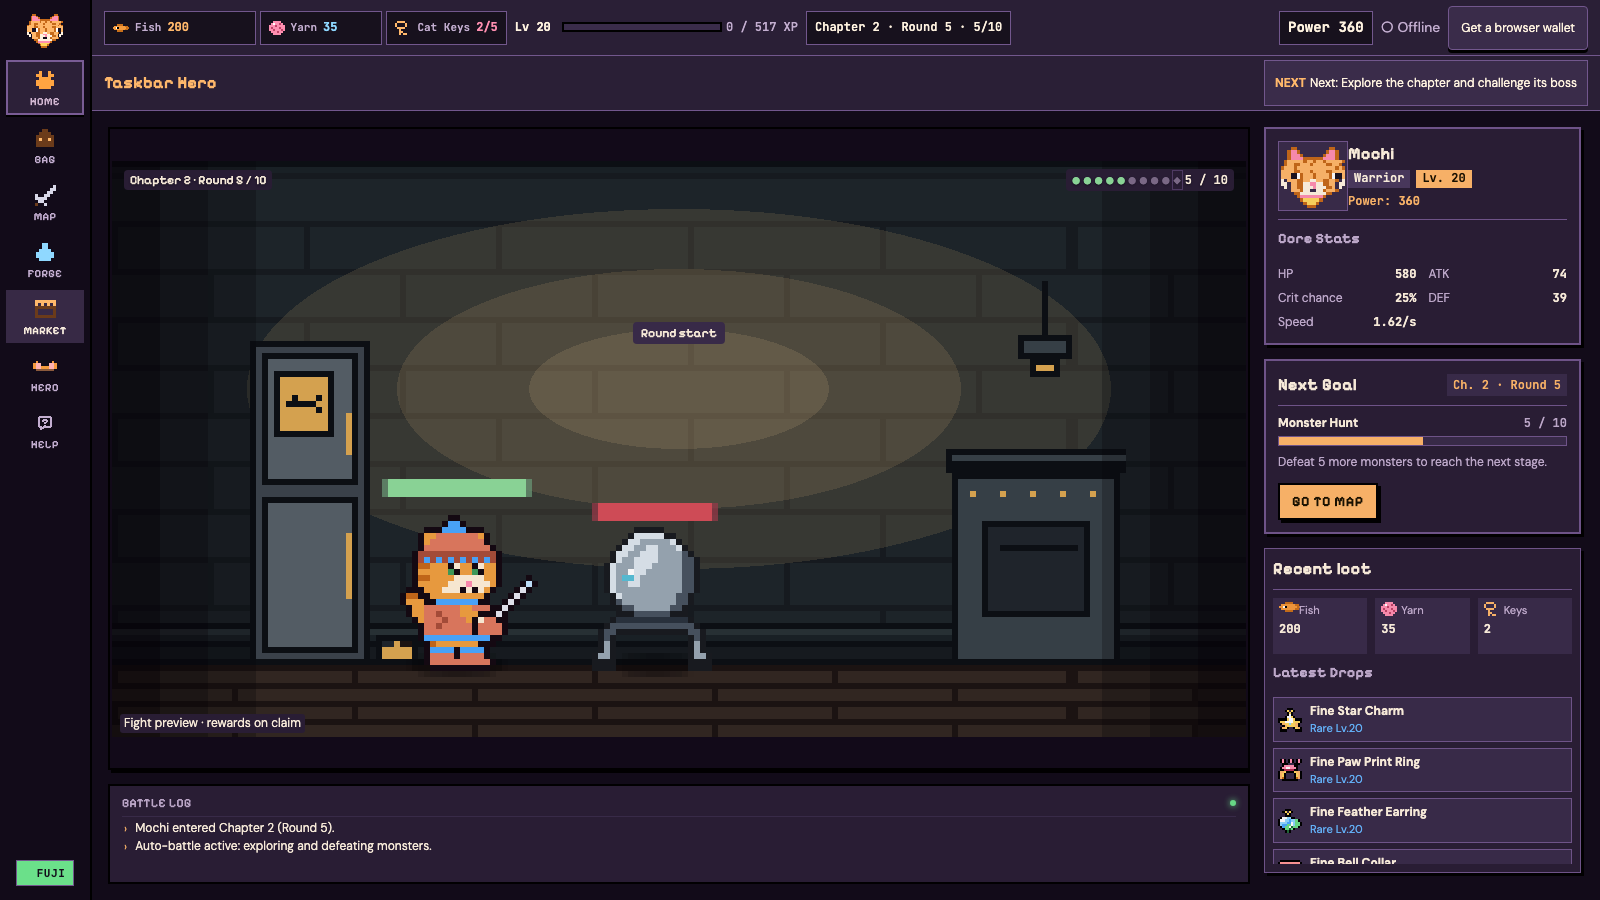 Fish 200
Yarn 35
Cat Keys 2/5
Lv 20
0 / 517 XP
Chapter 2 · Round 5 · 5/10
Power 360
Offline
Get a browser wallet
HOME
BAG
MAP
FORGE
MARKET
HERO
HELP
FUJI
Taskbar Hero
NEXT Next: Explore the chapter and challenge its boss
Chapter 2 · Round 5 / 10
5 / 10
Round start
Fight preview · rewards on claim
BATTLE LOG
› Mochi entered Chapter 2 (Round 5).
› Auto-battle active: exploring and defeating monsters.
Mochi
Warrior Lv. 20
Power: 360
Core Stats
HP 580 ATK 74
Crit chance 25% DEF 39
Speed 1.62/s
Next Goal Ch. 2 · Round 5
Monster Hunt 5 / 10
Defeat 5 more monsters to reach the next stage.
GO TO MAP
Recent loot
Fish Yarn Keys
200 35 2
Latest Drops
Fine Star Charm
Rare Lv.20
Fine Paw Print Ring
Rare Lv.20
Fine Feather Earring
Rare Lv.20
Fine Bell Collar